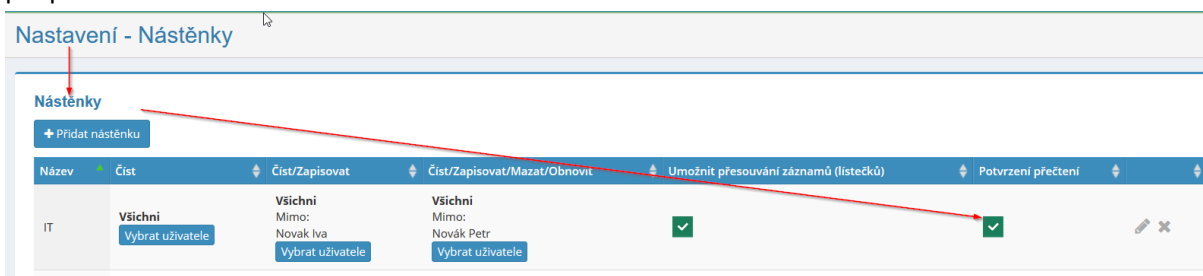 Nastavení - Nástěnky
Nástěnky
+ Přidat nástěnku
Název Číst Číst/Zapisovat Číst/Zapisovat/Mazat/Obnovit Umožnit přesouvání záznamů (lístečků) Potvrzení přečtení
IT
Všichni
Vybrat uživatele
Všichni
Mimo:
Novak Iva
Vybrat uživatele
Všichni
Mimo:
Novák Petr
Vybrat uživatele